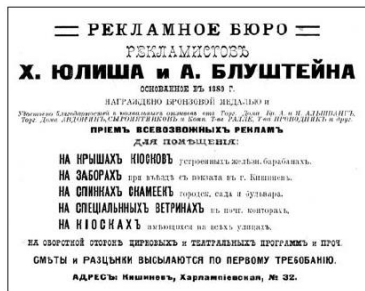 РЕКЛАМНОЕ БЮРО
РЕКЛАМИСТОВЪ
Х. ЮЛИША и А. БЛУШТЕЙНА
ОСНОВАННОЕ ВЪ 1880 Г.
НАГРАЖДЕНО БРОНЗОВОЙ МЕДАЛЬЮ и
ПРІЕМЪ ВСЕВОЗМОЖНЫХЪ РЕКЛАМЪ
ДЛЯ ПОМѢЩЕНІЯ:
НА КРЫШАХЪ КІОСКОВЪ устроенныхъ желѣзн. барабанахъ.
НА ЗАБОРАХЪ при въѣздѣ съ вокзала въ г. Кишиневъ.
НА СПИНКАХЪ СКАМЕЕКЪ городск. сада и бульвара.
НА СПЕЦІАЛЬННЫХЪ ВЕТРИНАХЪ въ почт. конторахъ,
НА КІОСКАХЪ имѣющихся на всѣхъ улицахъ.
НА ОБОРОТНОЙ СТОРОНѢ ЦИРКОВЫХЪ и ТЕАТРАЛЬНЫХЪ ПРОГРАММЪ и ПРОЧ.
СМѢТЫ и РАЗЦѢНКИ ВЫСЫЛАЮТСЯ ПО ПЕРВОМУ ТРЕБОВАНІЮ.
АДРЕСЪ: Кишиневъ, Харлампіевская, № 32.